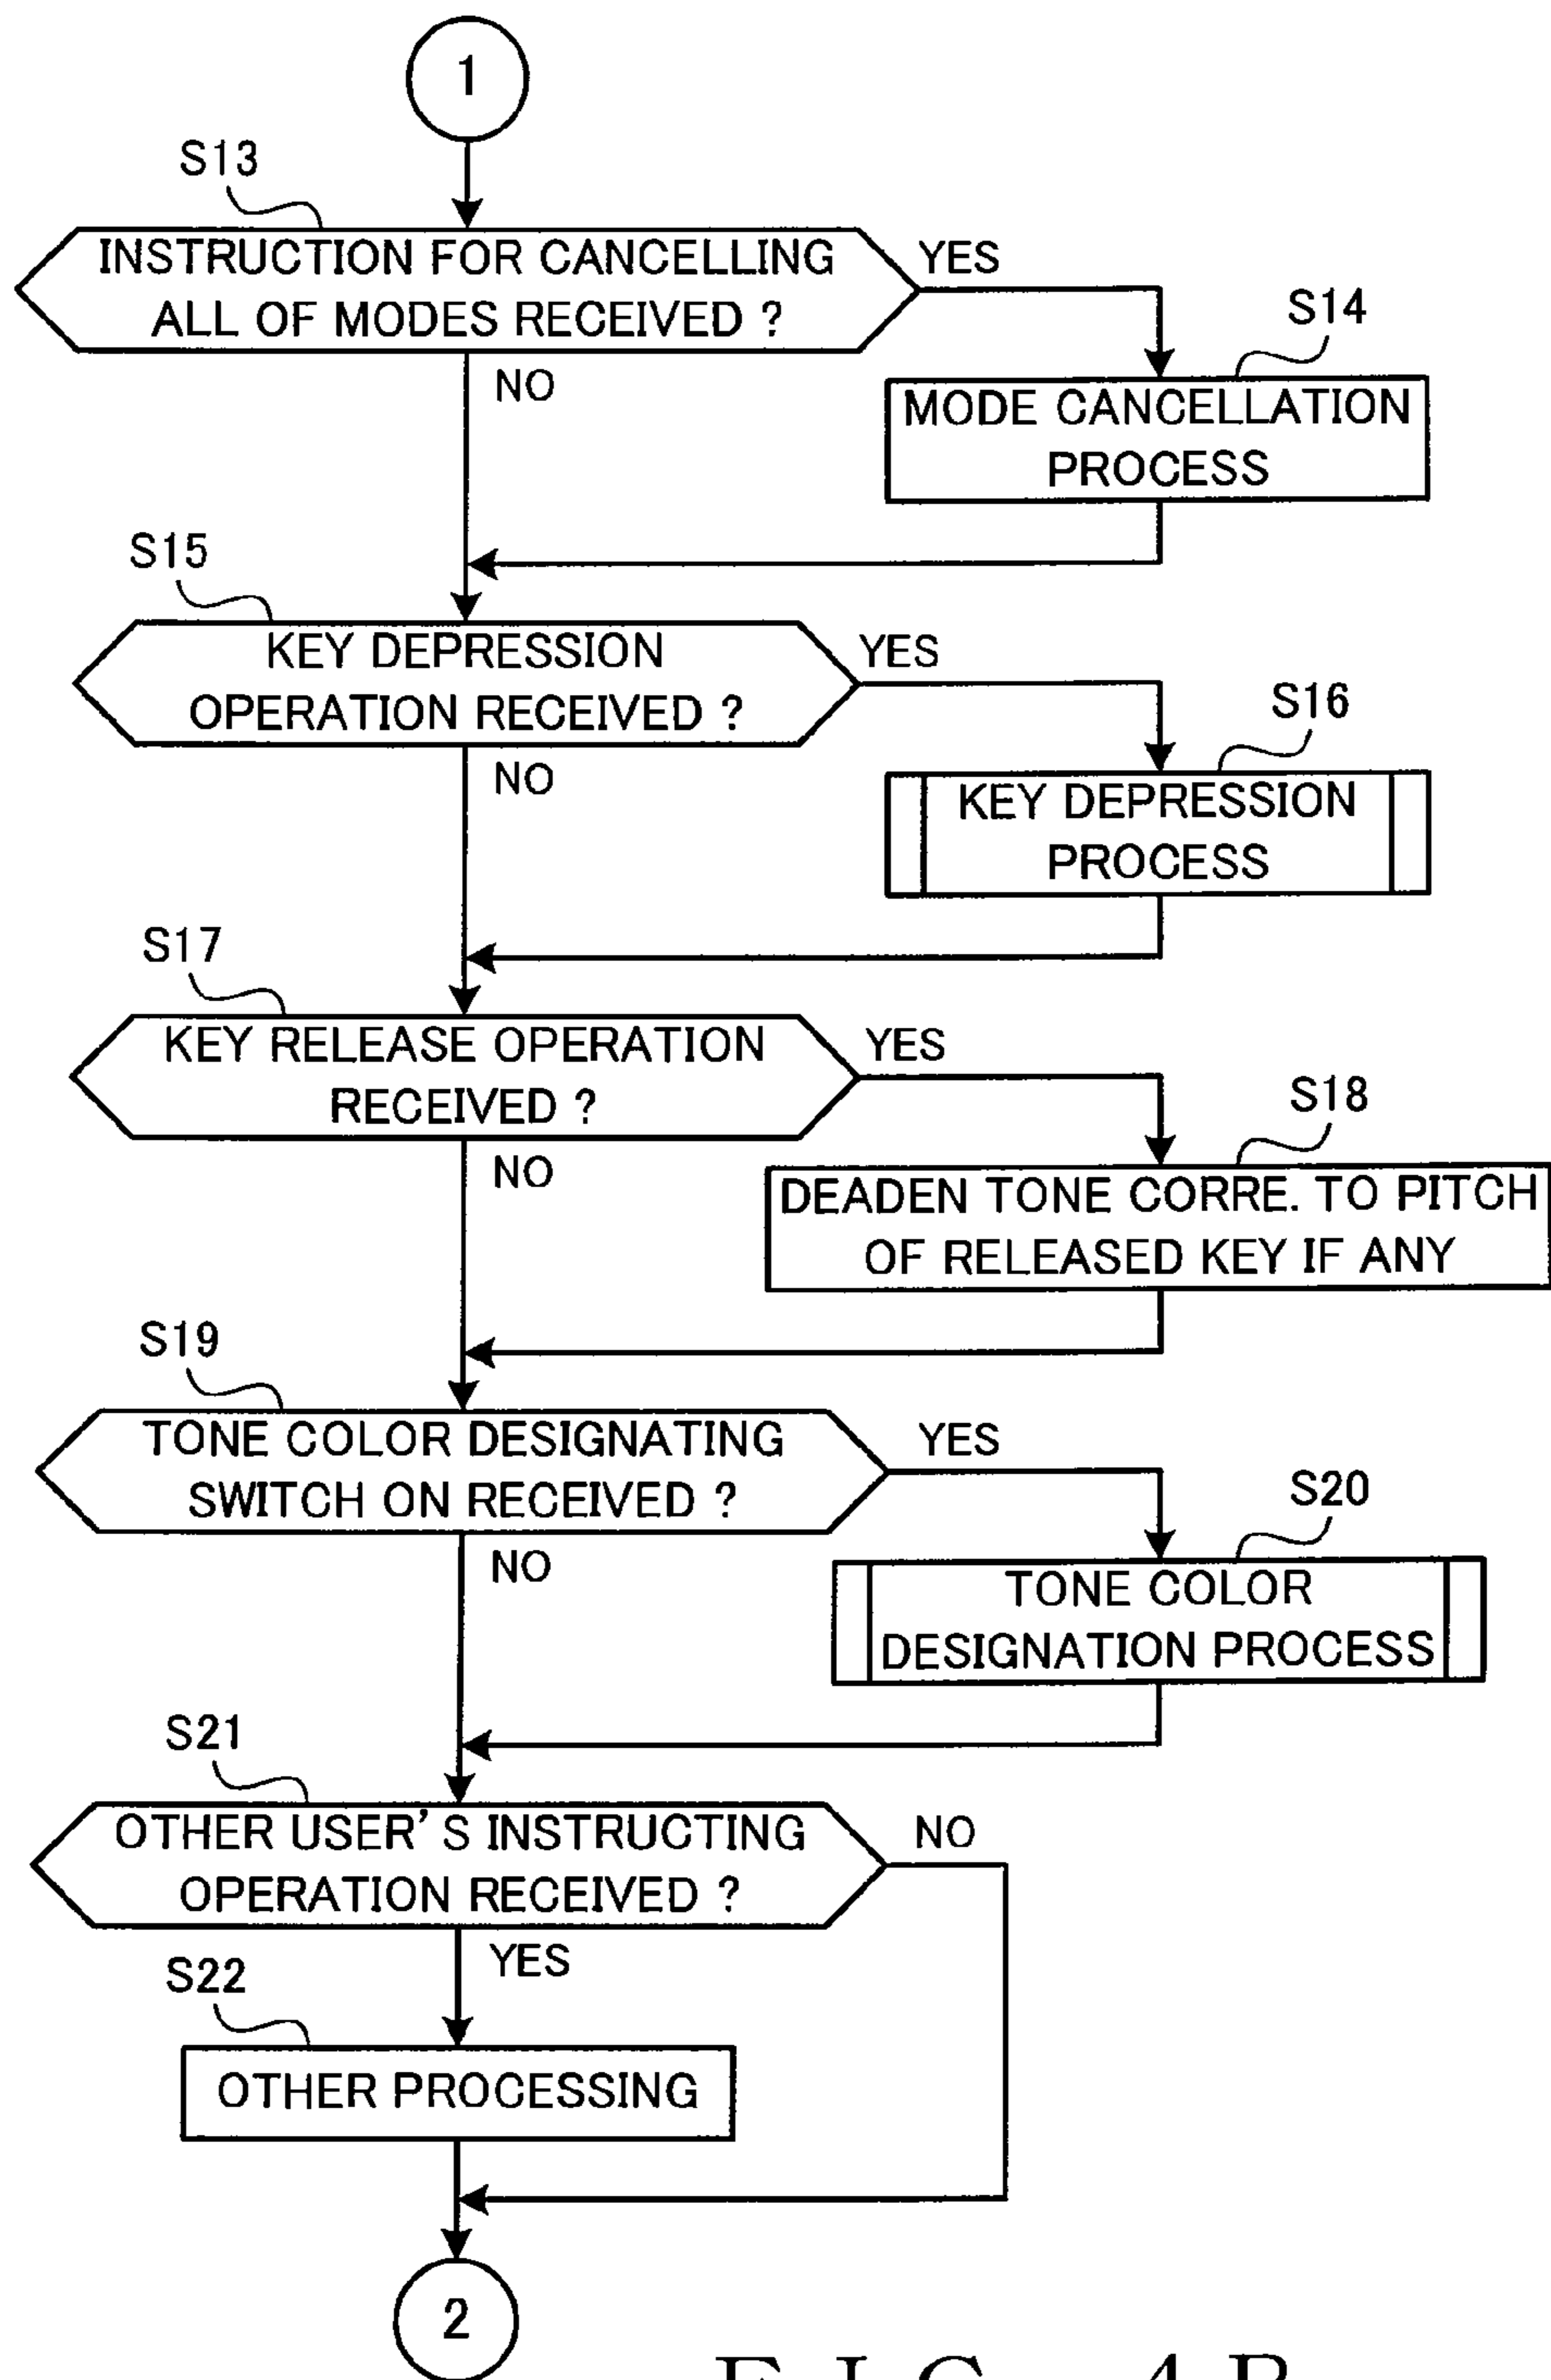 1
S13
INSTRUCTION FOR CANCELLING
ALL OF MODES RECEIVED ?
YES
NO
S14
MODE CANCELLATION
PROCESS
S15
KEY DEPRESSION
OPERATION RECEIVED ?
YES
NO
S16
KEY DEPRESSION
PROCESS
S17
KEY RELEASE OPERATION
RECEIVED ?
YES
NO
S18
DEADEN TONE CORRE. TO PITCH
OF RELEASED KEY IF ANY
S19
TONE COLOR DESIGNATING
SWITCH ON RECEIVED ?
YES
NO
S20
TONE COLOR
DESIGNATION PROCESS
S21
OTHER USER'S INSTRUCTING
OPERATION RECEIVED ?
NO
YES
S22
OTHER PROCESSING
2
FIG. 4B